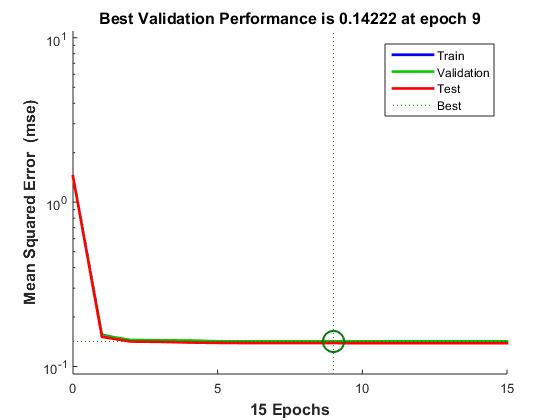 Best Validation Performance is 0.14222 at epoch 9
Train
Validation
Test
Best
Mean Squared Error (mse)
10^1
10^0
10^-1
0
5
10
15
15 Epochs